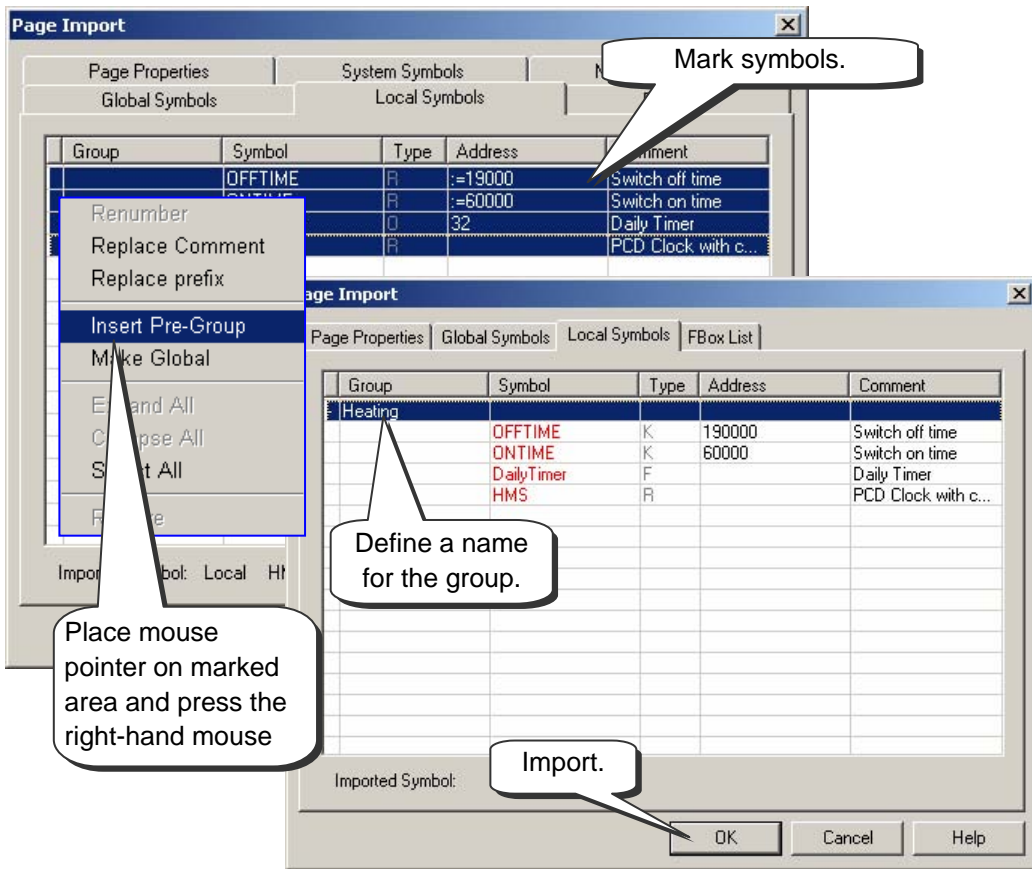 Page Import
Mark symbols.
Page Properties System Symbols
Global Symbols Local Symbols
Group Symbol Type Address
OFFTIME R :=19000 Switch off time
R :=60000 Switch on time
O 32 Daily Timer
R PCD Clock with c...
Renumber
Replace Comment
Replace prefix
Insert Pre-Group
Make Global
All
All
All
Local
Place mouse
pointer on marked
area and press the
right-hand mouse
age Import
Page Properties Global Symbols Local Symbols FBox List
Group Symbol Type Address Comment
Heating
OFFTIME K 190000 Switch off time
ONTIME K 60000 Switch on time
DailyTimer F Daily Timer
HMS R PCD Clock with c...
Define a name
for the group.
Imported Symbol:
Import.
OK Cancel Help